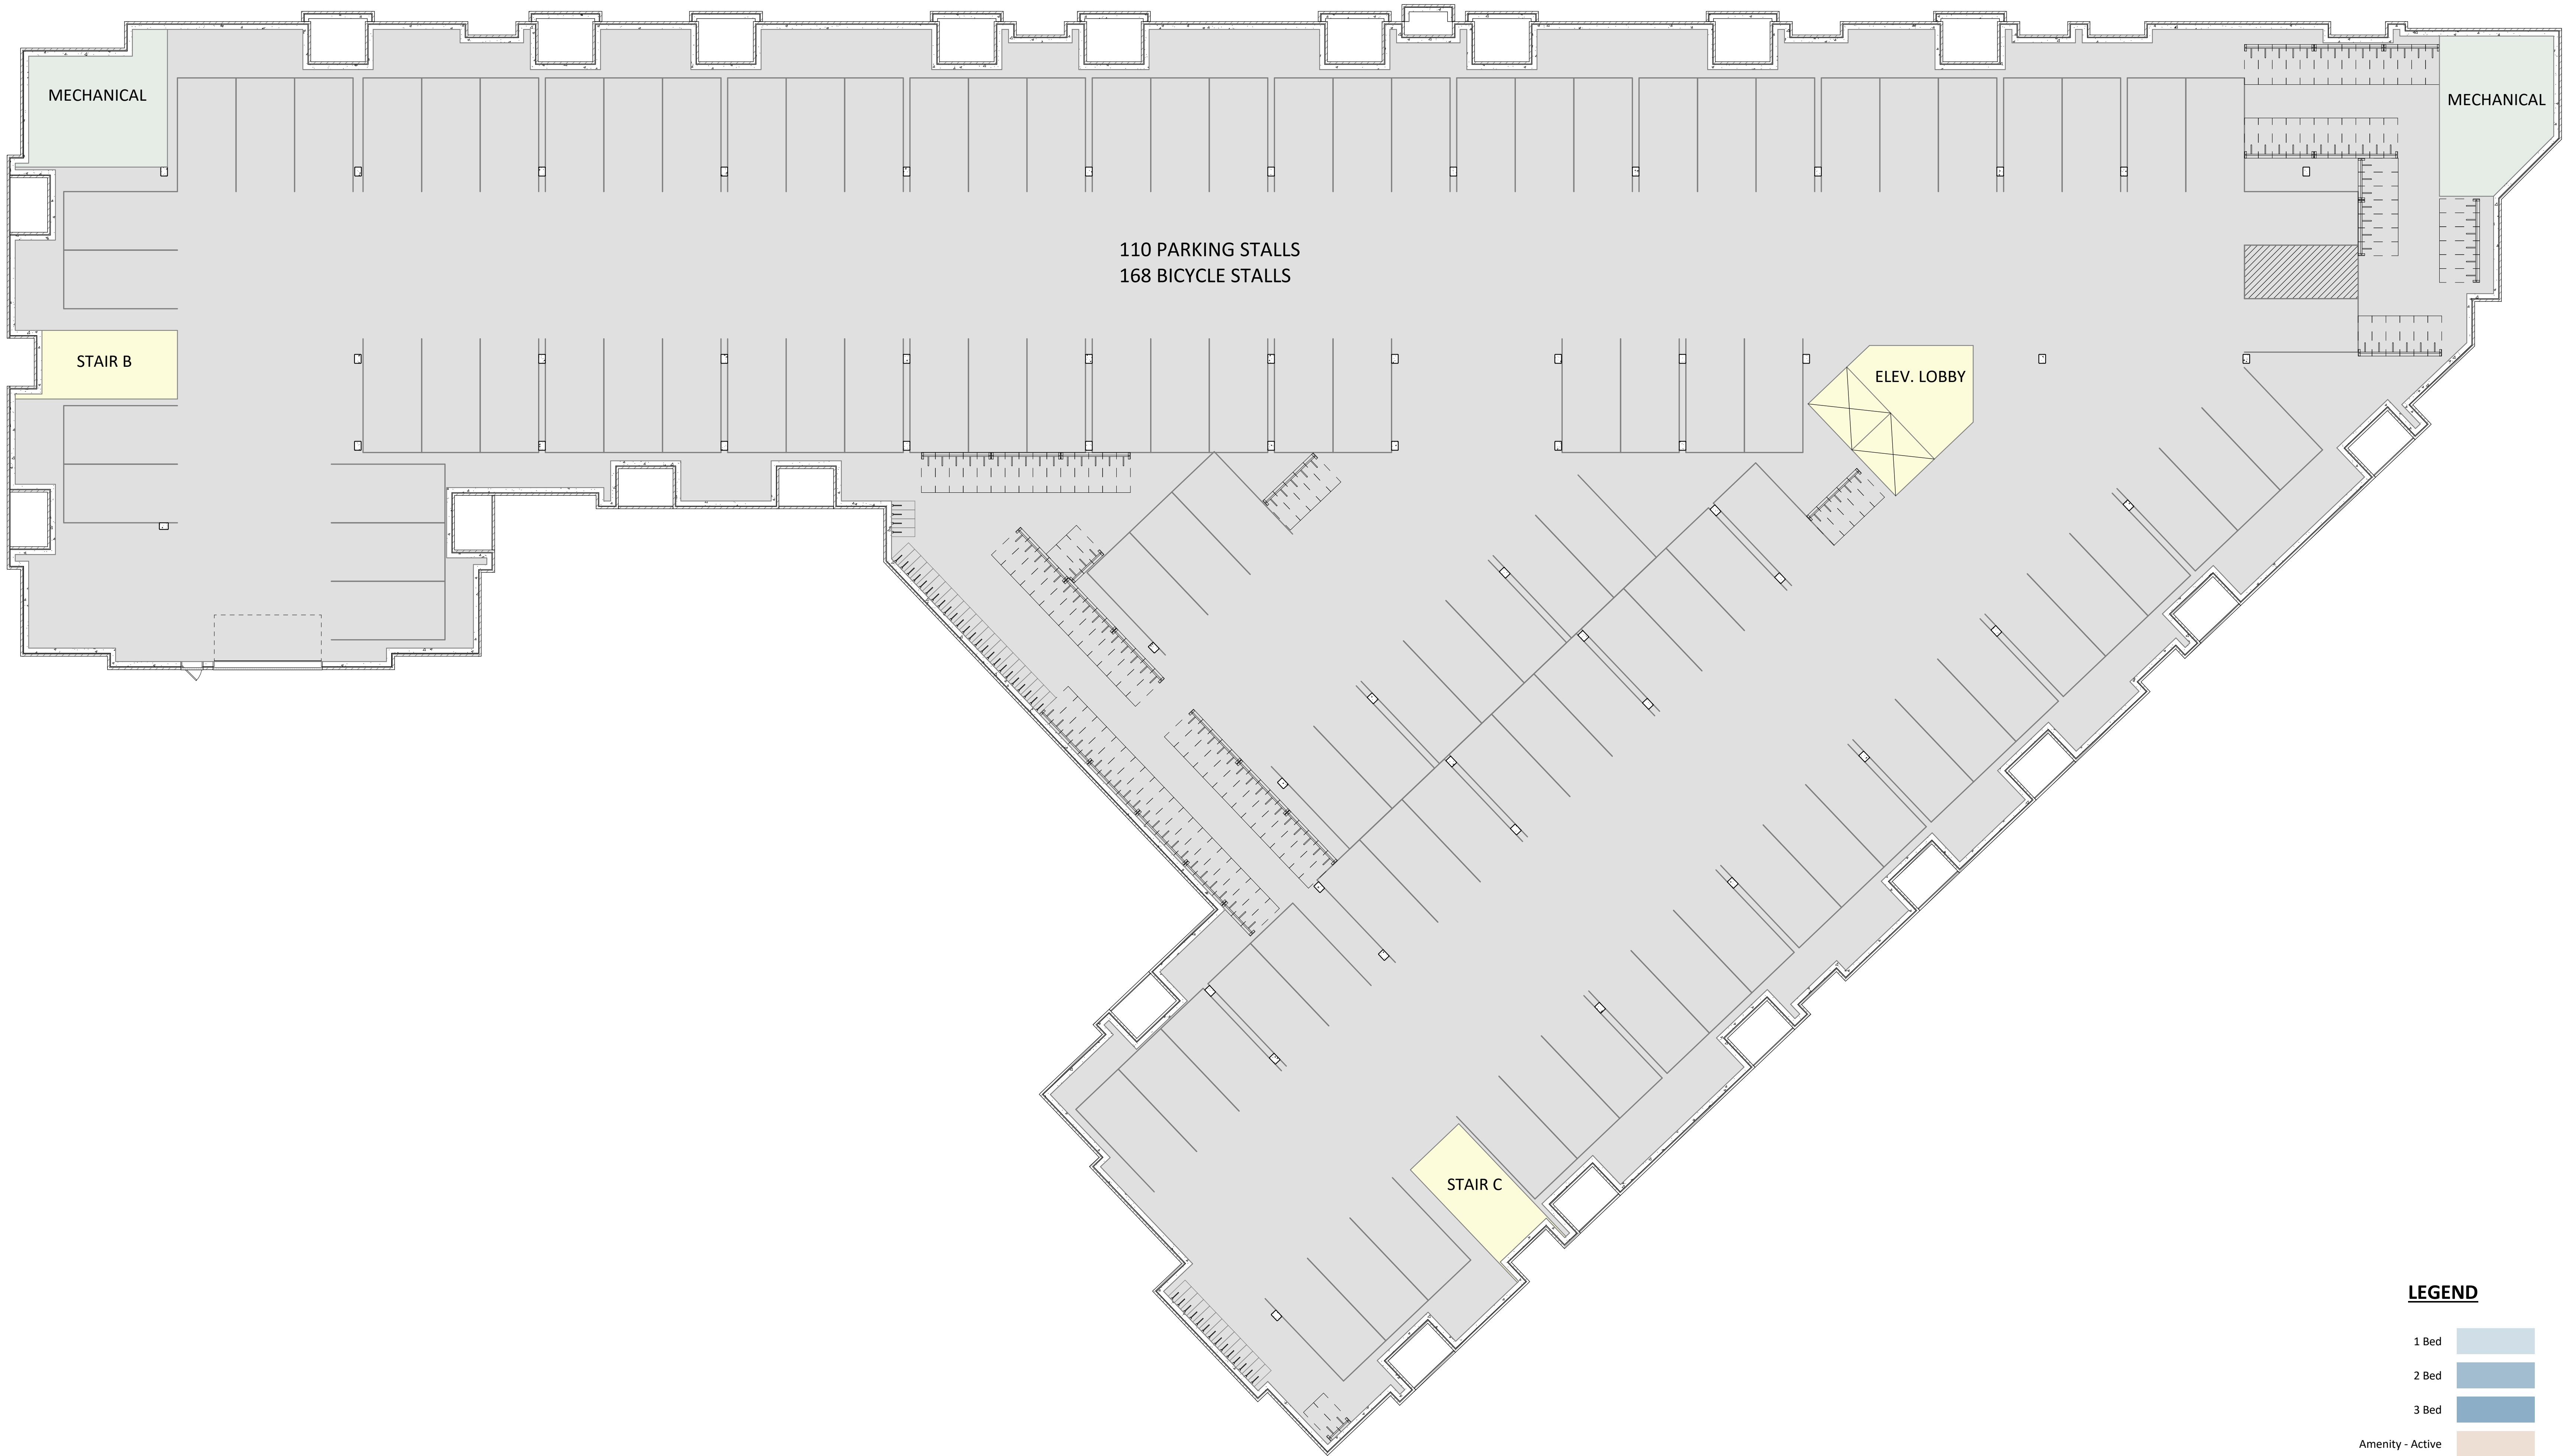 MECHANICAL
MECHANICAL
110 PARKING STALLS
168 BICYCLE STALLS
STAIR B
ELEV. LOBBY
STAIR C
LEGEND
1 Bed
2 Bed
3 Bed
Amenity - Active